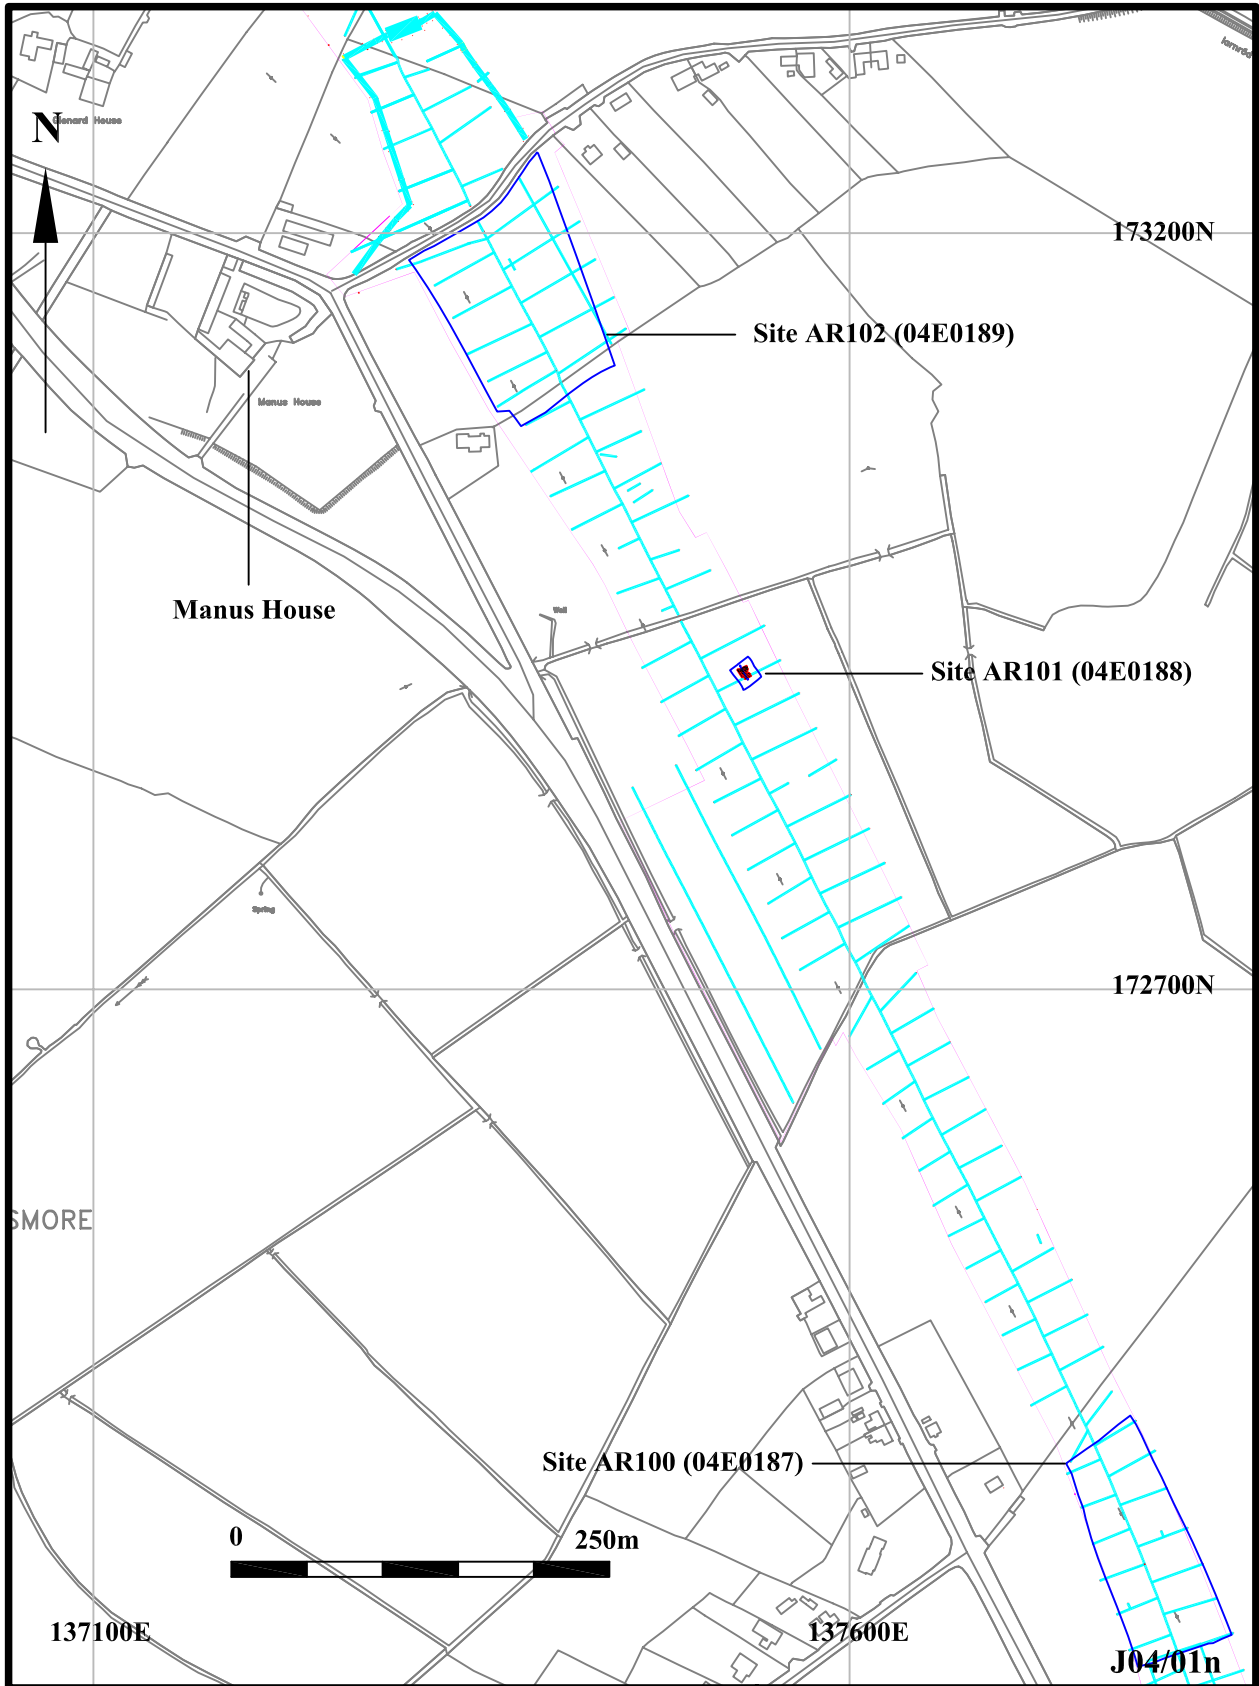 Iarnród
Glenard House
N
173200N
Site AR102 (04E0189)
Manus House
Manus House
Well
Site AR101 (04E0188)
Spring
172700N
SMORE
Site AR100 (04E0187)
0 250m
137100E
137600E
J04/01n